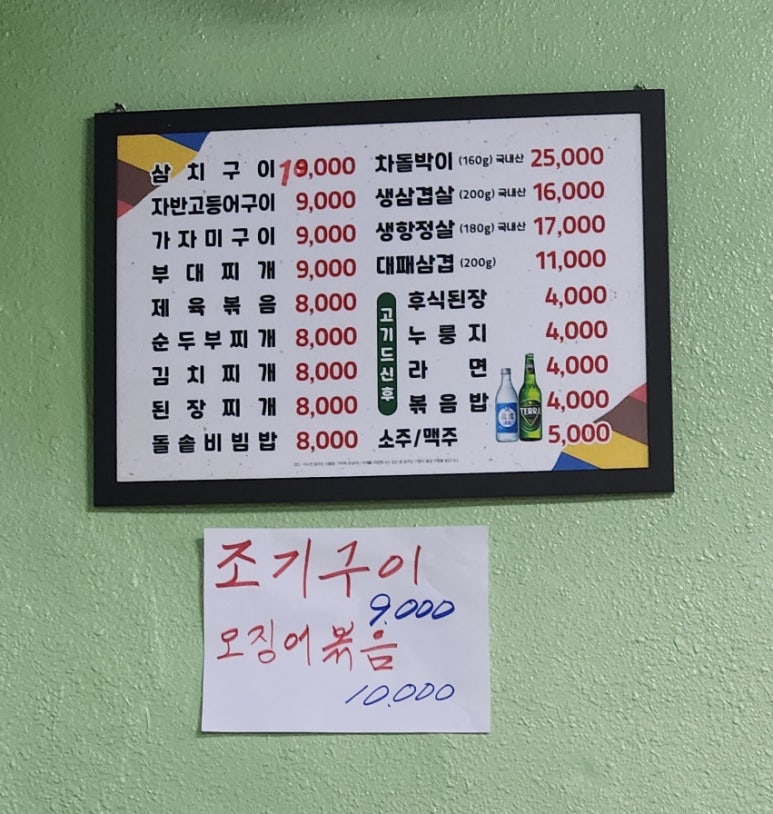 삼치구이 10,000
자반고등어구이 9,000
가자미구이 9,000
부대찌개 9,000
제육볶음 8,000
순두부찌개 8,000
김치찌개 8,000
된장찌개 8,000
돌솥비빔밥 8,000
차돌박이 (160g) 국내산 25,000
생삼겹살 (200g) 국내산 16,000
생항정살 (180g) 국내산 17,000
대패삼겹 (200g) 11,000
고기드신후
후식된장 4,000
누룽지 4,000
라면 4,000
볶음밥 4,000
소주/맥주 5,000
TERRA
조기구이
9.000
오징어볶음
10.000